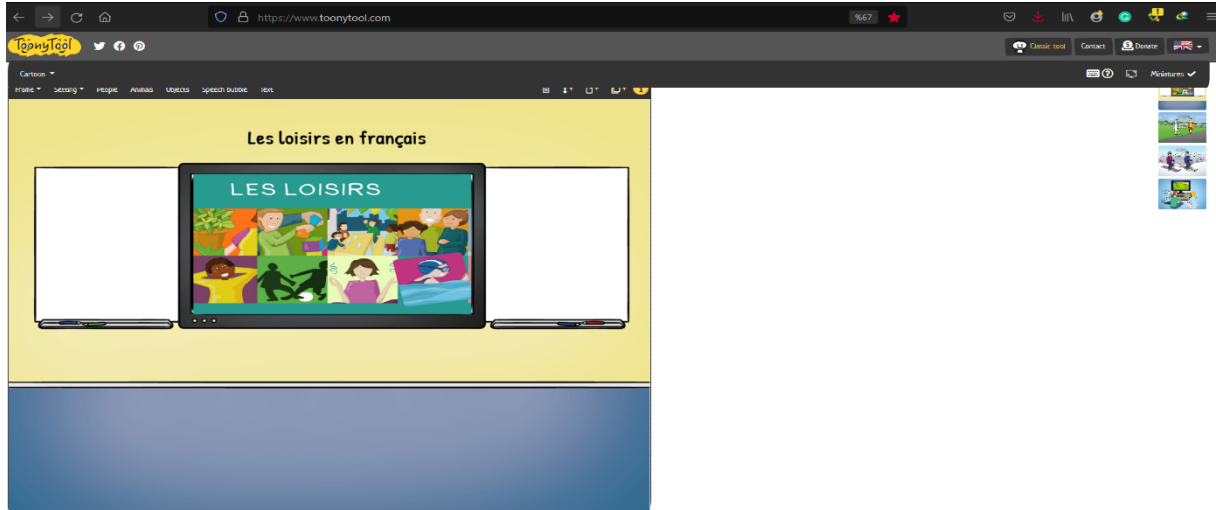 https://www.toonytool.com
%67
ToonyTool
Classic tool Contact Donate
Cartoon
Miniatures
Frame Setting People Animals Objects Speech bubble Text
1
Les loisirs en français
LES LOISIRS